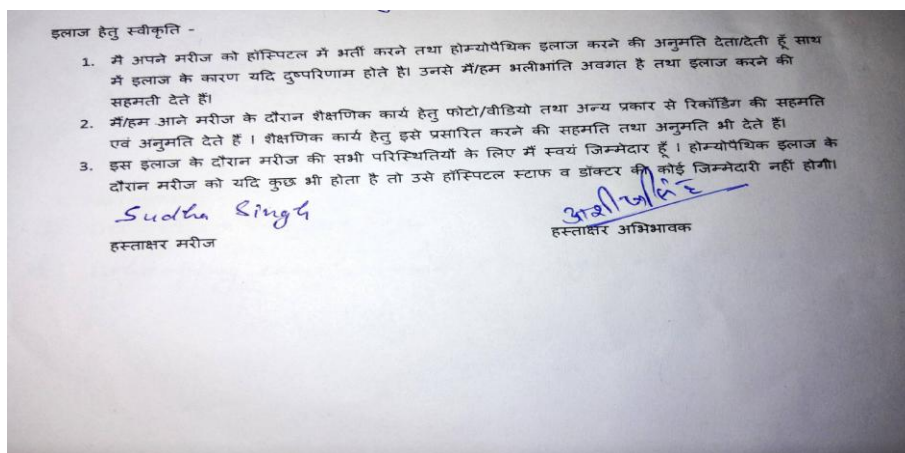 इलाज हेतु स्वीकृति -
1. मै अपने मरीज को हॉस्पिटल में भर्ती करने तथा होम्योपैथिक इलाज करने की अनुमति देता/देती हूँ साथ
में इलाज के कारण यदि दुष्परिणाम होते है। उनसे मैं/हम भलीभांति अवगत है तथा इलाज करने की
सहमती देते हैं।
2. मैं/हम आने मरीज के दौरान शैक्षणिक कार्य हेतु फोटो/वीडियो तथा अन्य प्रकार से रिकॉर्डिंग की सहमति
एवं अनुमति देते हैं । शैक्षणिक कार्य हेतु इसे प्रसारित करने की सहमति तथा अनुमति भी देते हैं।
3. इस इलाज के दौरान मरीज की सभी परिस्थितियों के लिए मैं स्वयं जिम्मेदार हूँ । होम्योपैथिक इलाज के
दौरान मरीज को यदि कुछ भी होता है तो उसे हॉस्पिटल स्टाफ व डॉक्टर की कोई जिम्मेदारी नहीं होगी।
Sudha Singh
हस्ताक्षर मरीज
हस्ताक्षर अभिभावक